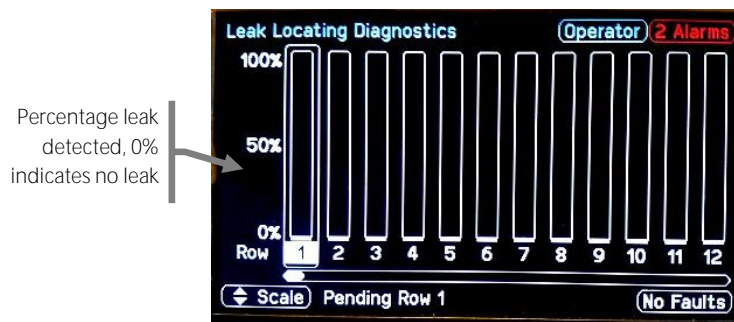 Percentage leak
detected, 0%
indicates no leak
Leak Locating Diagnostics Operator 2 Alarms
100%
50%
0%
Row 1 2 3 4 5 6 7 8 9 10 11 12
Scale Pending Row 1 No Faults